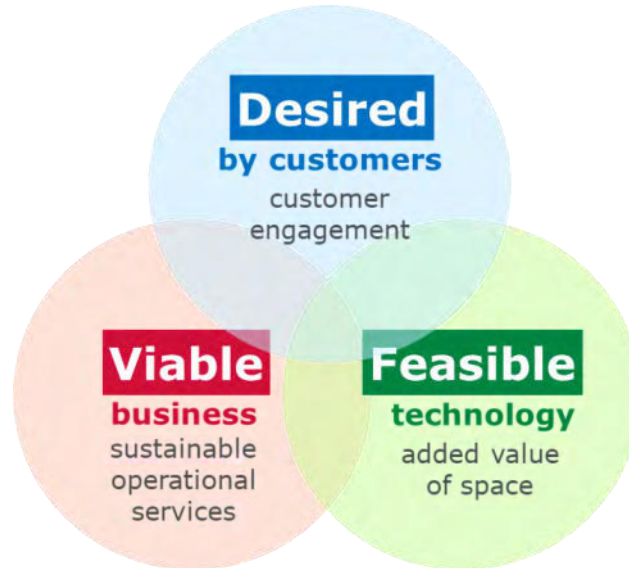 Desired
by customers
customer
engagement
Viable
business
sustainable
operational
services
Feasible
technology
added value
of space